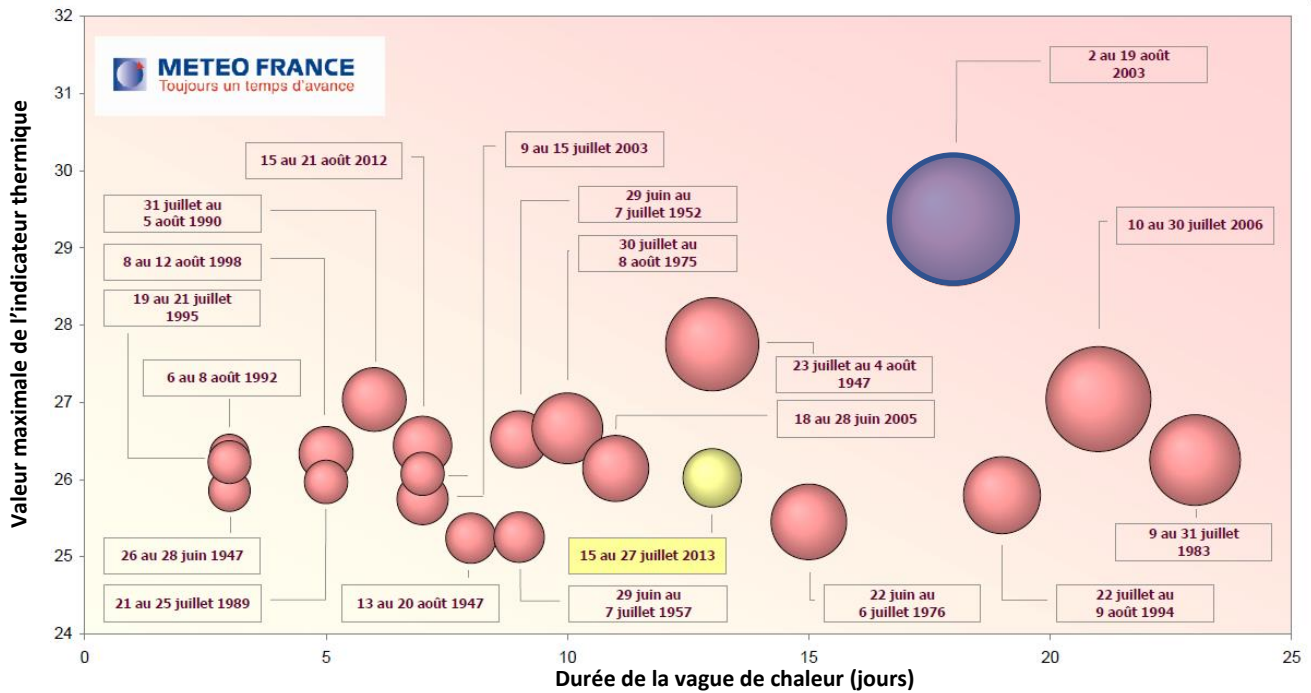 32
31
30
29
28
27
26
25
24
Valeur maximale de l'indicateur thermique
METEO FRANCE
Toujours un temps d'avance
2 au 19 août
2003
9 au 15 juillet 2003
15 au 21 août 2012
29 juin au
7 juillet 1952
31 juillet au
5 août 1990
10 au 30 juillet 2006
30 juillet au
8 août 1975
8 au 12 août 1998
19 au 21 juillet
1995
6 au 8 août 1992
23 juillet au 4 août
1947
18 au 28 juin 2005
26 au 28 juin 1947
15 au 27 juillet 2013
9 au 31 juillet
1983
21 au 25 juillet 1989
13 au 20 août 1947
29 juin au
7 juillet 1957
22 juin au
6 juillet 1976
22 juillet au
9 août 1994
0
5
10
15
20
25
Durée de la vague de chaleur (jours)